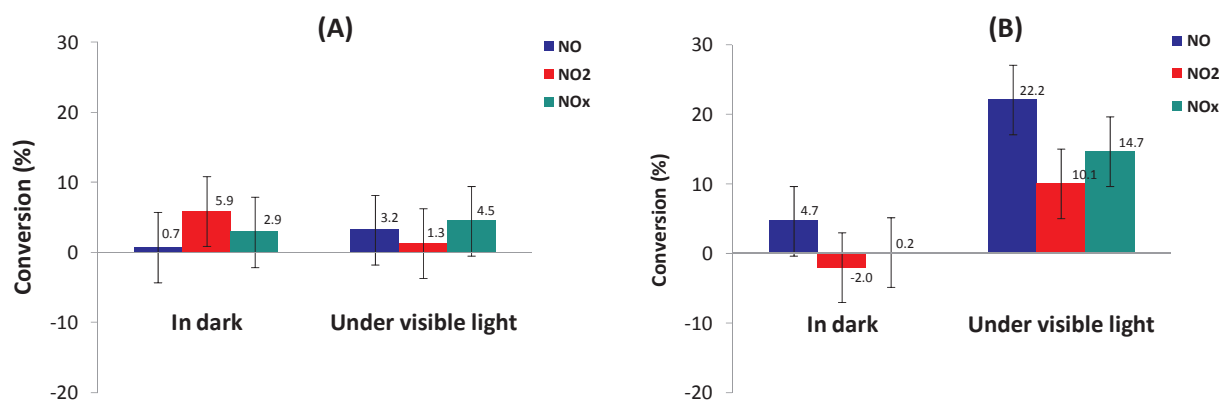 (A)
NO
NO2
NOx
Conversion (%)
30
20
10
0
-10
-20
0.7
5.9
2.9
3.2
1.3
4.5
In dark
Under visible light
(B)
NO
NO2
NOx
Conversion (%)
30
20
10
0
-10
-20
4.7
-2.0
0.2
22.2
10.1
14.7
In dark
Under visible light